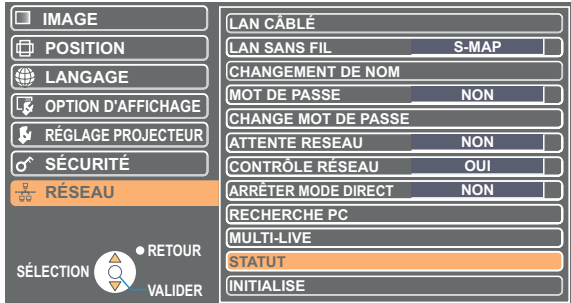 IMAGE
POSITION
LANGAGE
OPTION D'AFFICHAGE
RÉGLAGE PROJECTEUR
SÉCURITÉ
RÉSEAU
RETOUR
SÉLECTION
VALIDER
LAN CÂBLÉ
LAN SANS FIL S-MAP
CHANGEMENT DE NOM
MOT DE PASSE NON
CHANGE MOT DE PASSE
ATTENTE RESEAU NON
CONTRÔLE RÉSEAU OUI
ARRÊTER MODE DIRECT NON
RECHERCHE PC
MULTI-LIVE
STATUT
INITIALISE